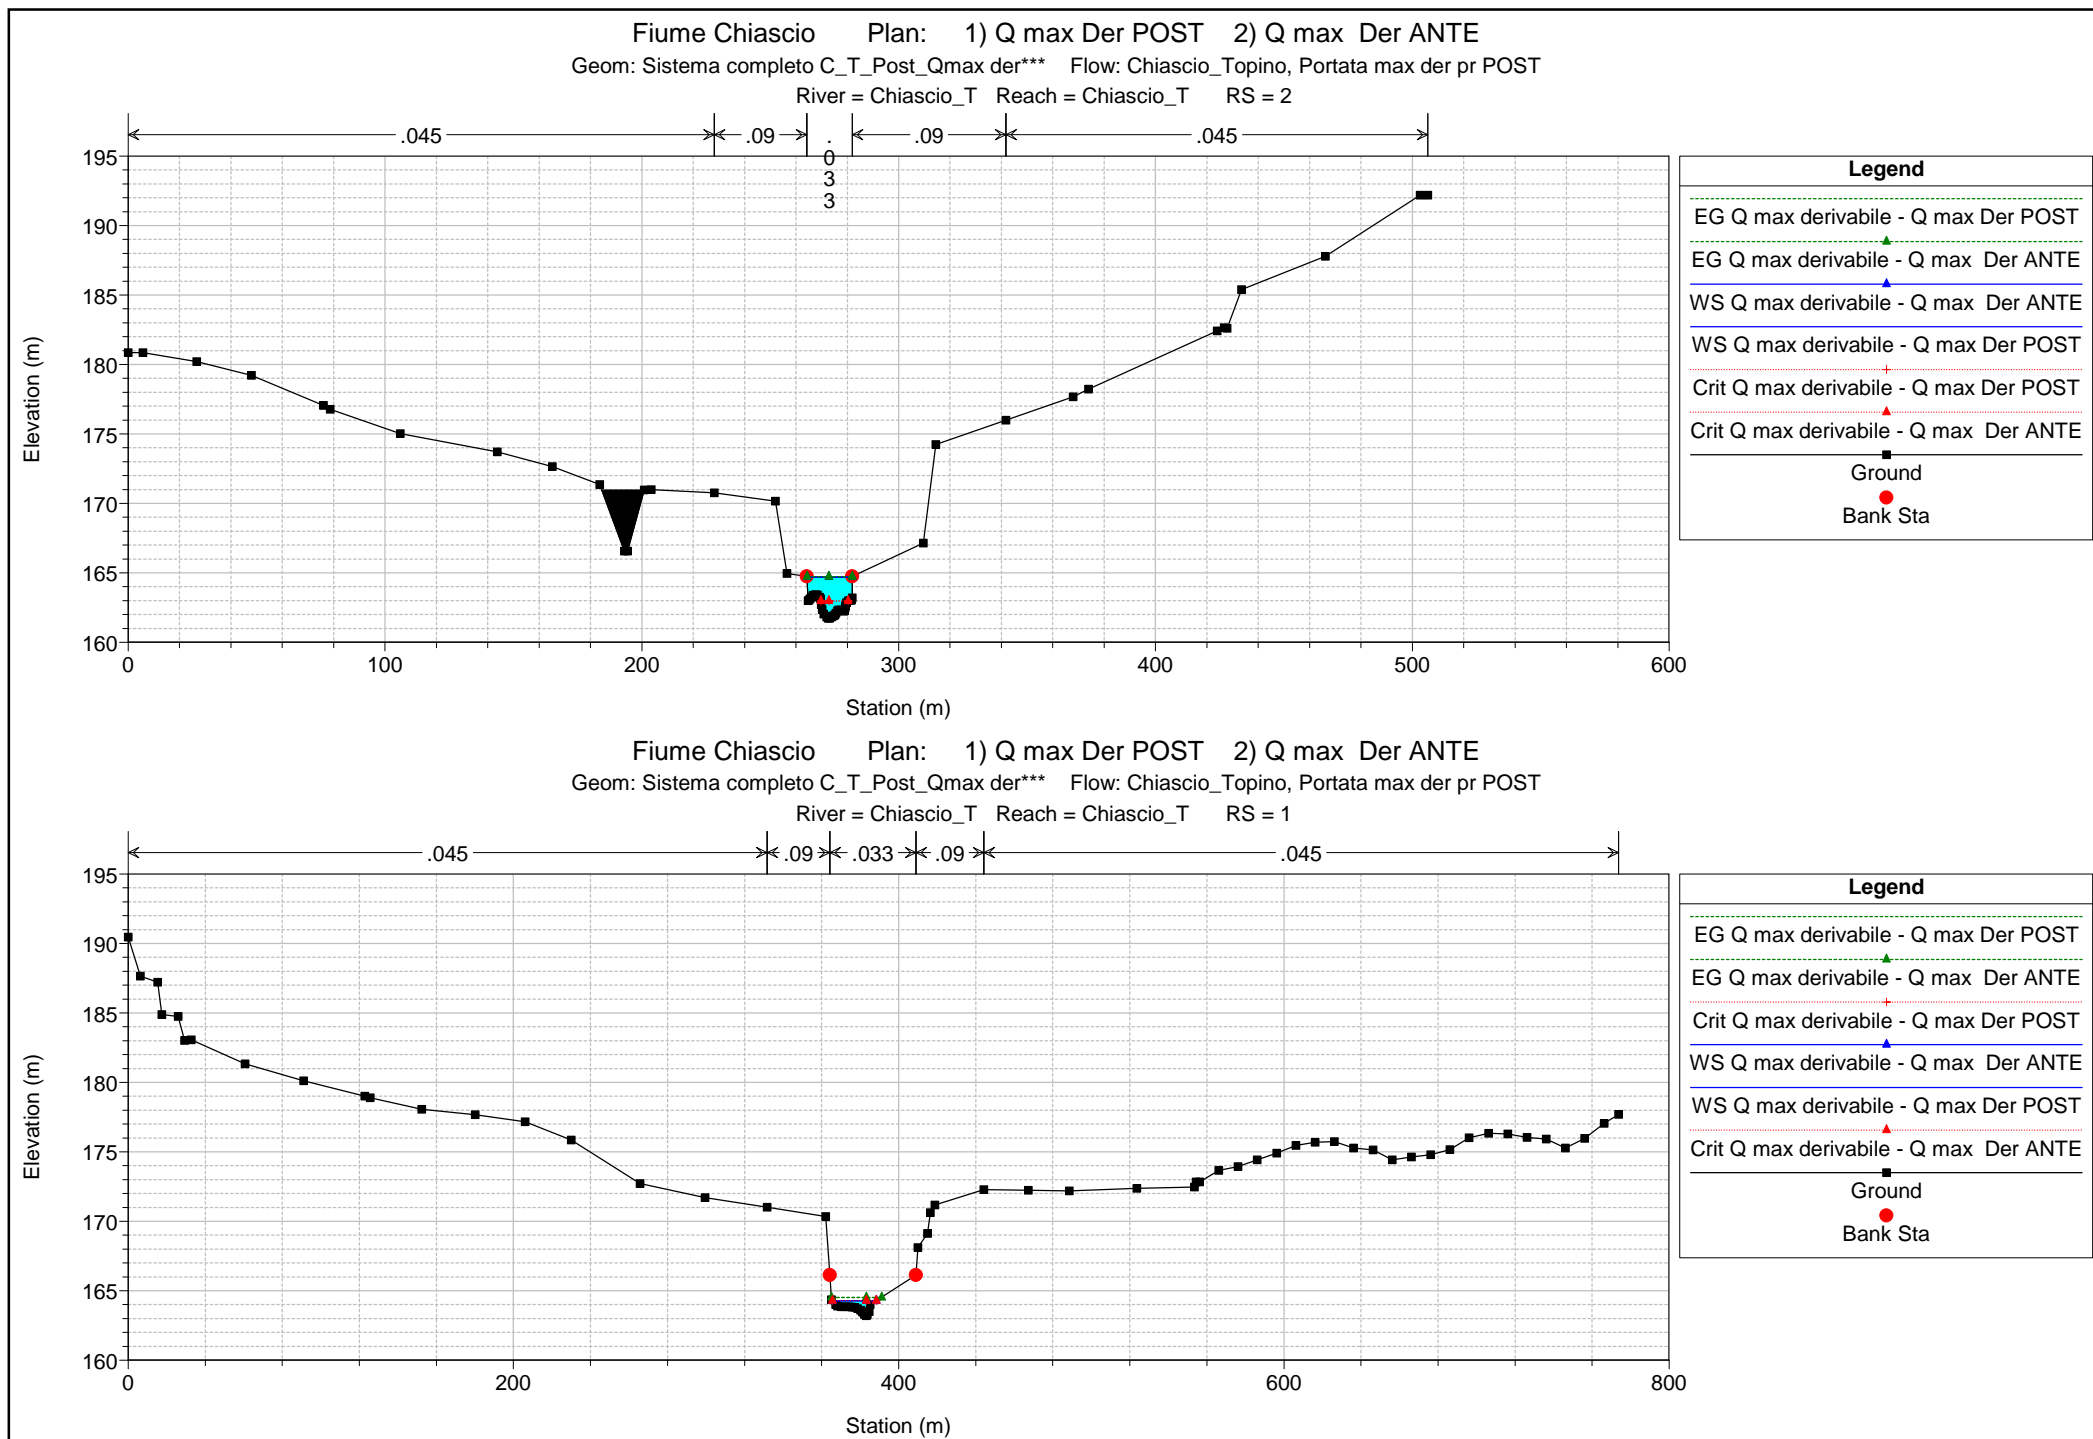 Fiume Chiascio Plan: 1) Q max Der POST 2) Q max Der ANTE
Geom: Sistema completo C_T_Post_Qmax der*** Flow: Chiascio_Topino, Portata max der pr POST
River = Chiascio_T Reach = Chiascio_T RS = 2
.045 .09 .033 .09 .045
195
190
185
180
175
170
165
160
Elevation (m)
0 100 200 300 400 500 600
Station (m)
Legend
EG Q max derivabile - Q max Der POST
EG Q max derivabile - Q max Der ANTE
WS Q max derivabile - Q max Der ANTE
WS Q max derivabile - Q max Der POST
Crit Q max derivabile - Q max Der POST
Crit Q max derivabile - Q max Der ANTE
Ground
Bank Sta
Fiume Chiascio Plan: 1) Q max Der POST 2) Q max Der ANTE
Geom: Sistema completo C_T_Post_Qmax der*** Flow: Chiascio_Topino, Portata max der pr POST
River = Chiascio_T Reach = Chiascio_T RS = 1
.045 .09 .033 .09 .045
195
190
185
180
175
170
165
160
Elevation (m)
0 200 400 600 800
Station (m)
Legend
EG Q max derivabile - Q max Der POST
EG Q max derivabile - Q max Der ANTE
Crit Q max derivabile - Q max Der POST
WS Q max derivabile - Q max Der ANTE
WS Q max derivabile - Q max Der POST
Crit Q max derivabile - Q max Der ANTE
Ground
Bank Sta